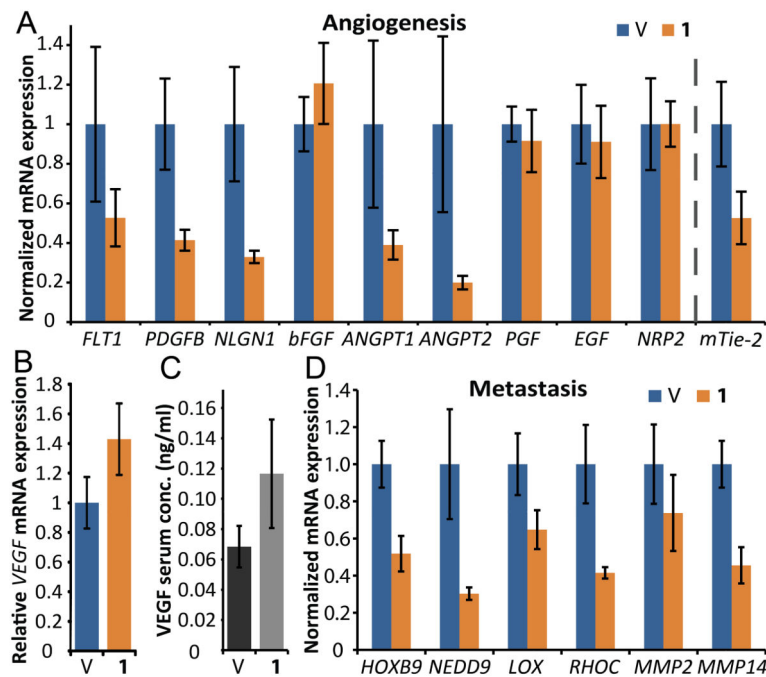 A
Angiogenesis
V 1
Normalized mRNA expression
1.4
1.2
1
0.8
0.6
0.4
0.2
0
FLT1 PDGFB NLGN1 bFGF ANGPT1 ANGPT2 PGF EGF NRP2 mTie-2
B
Relative VEGF mRNA expression
1.8
1.6
1.4
1.2
1
0.8
0.6
0.4
0.2
0
V 1
C
VEGF serum conc. (ng/ml)
0.16
0.14
0.12
0.10
0.08
0.06
0.04
0.02
0
V 1
D
Metastasis
V 1
Normalized mRNA expression
1.4
1.2
1.0
0.8
0.6
0.4
0.2
0
HOXB9 NEDD9 LOX RHOC MMP2 MMP14